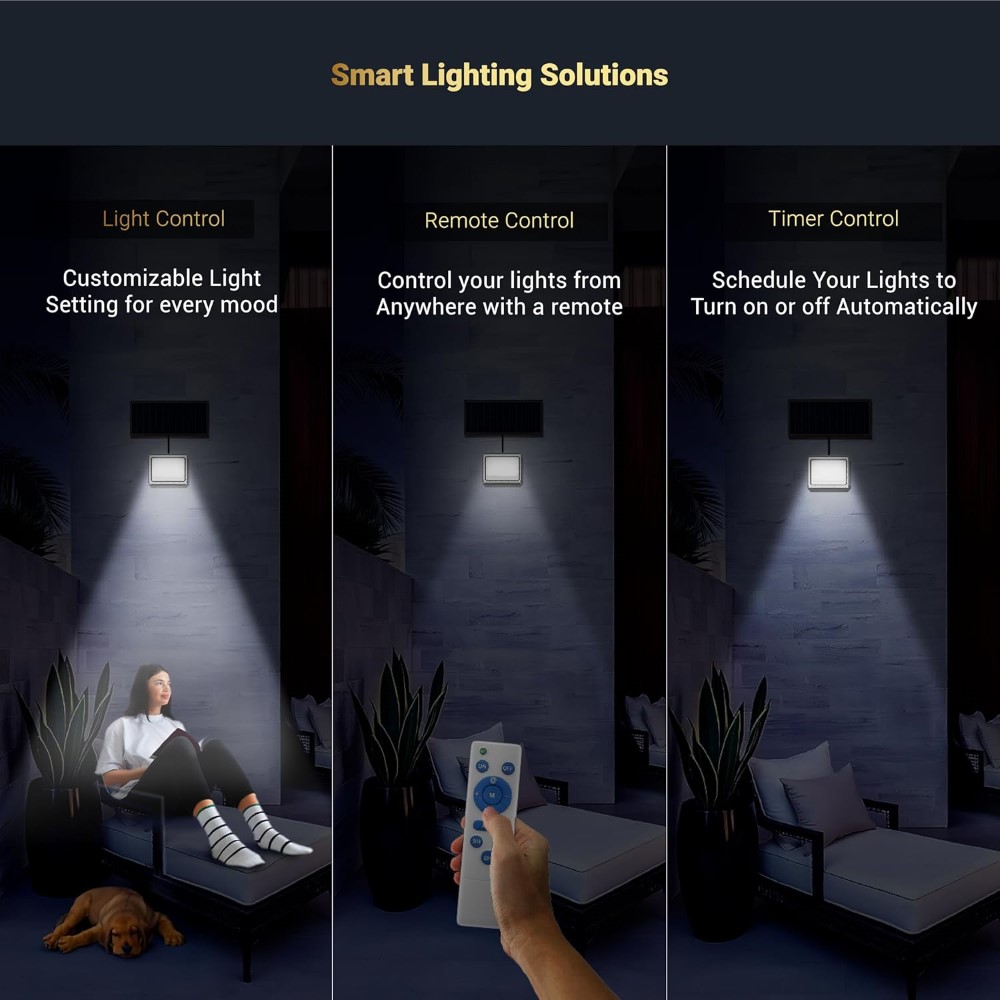 Smart Lighting Solutions
Light Control
Customizable Light
Setting for every mood
Remote Control
Control your lights from
Anywhere with a remote
ON
OFF
M
Timer Control
Schedule Your Lights to
Turn on or off Automatically